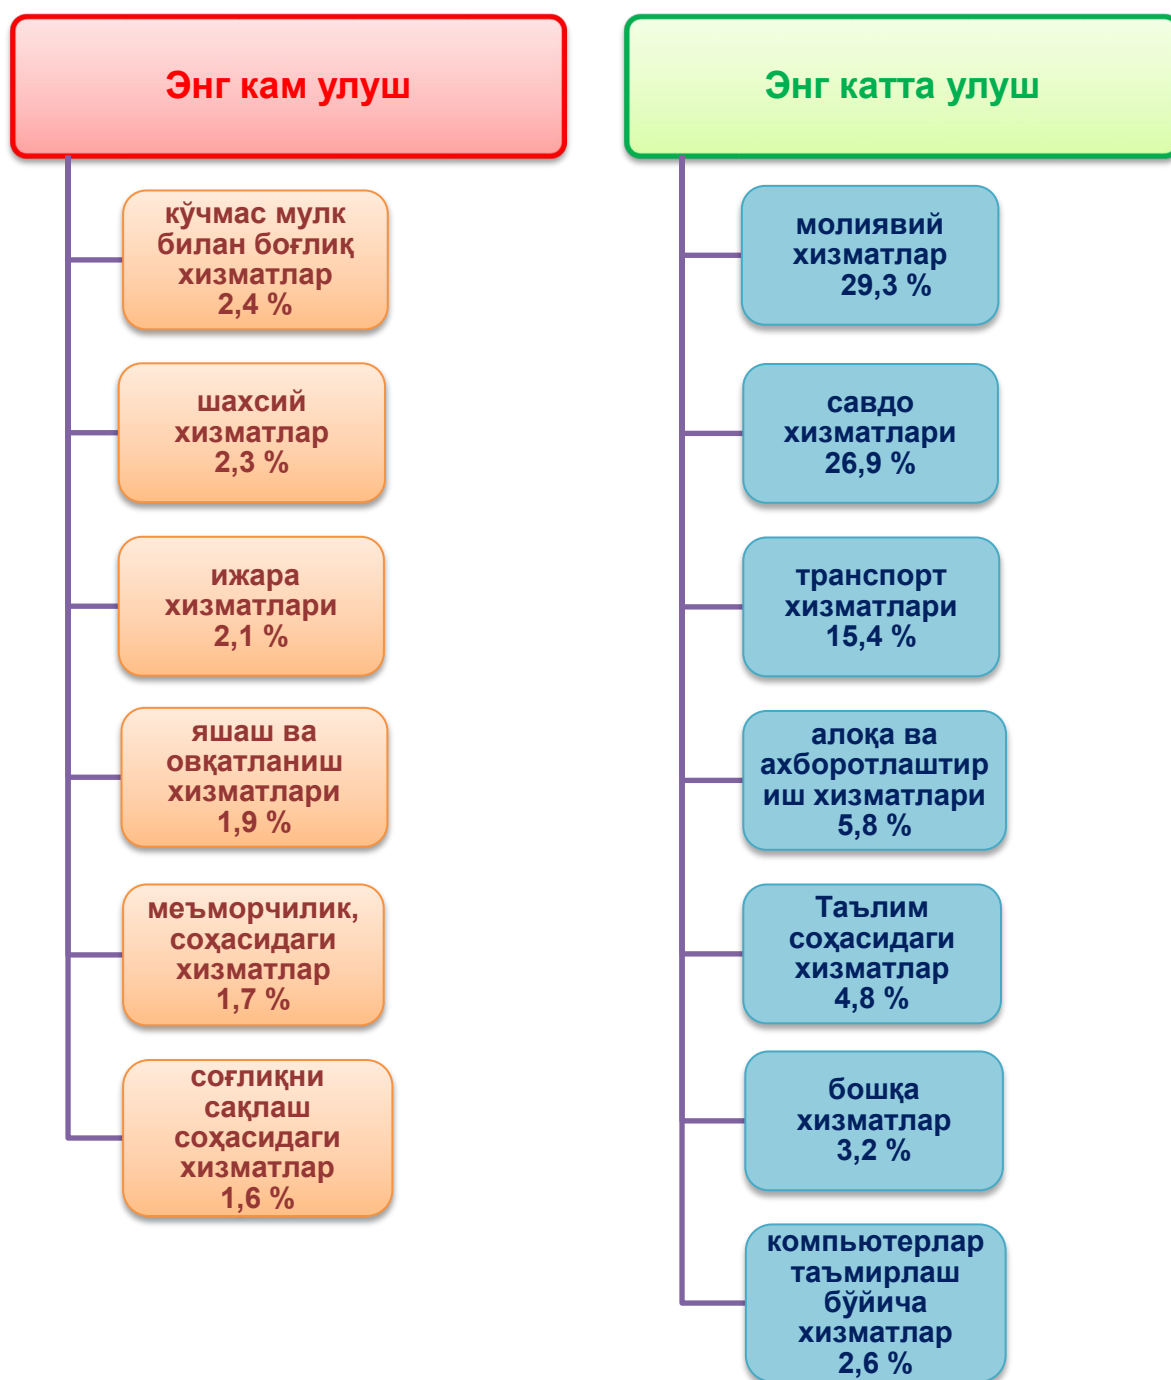 Энг кам улуш
кўчмас мулк
билан боғлиқ
хизматлар
2,4 %
шахсий
хизматлар
2,3 %
ижара
хизматлари
2,1 %
яшаш ва
овқатланиш
хизматлари
1,9 %
меъморчилик,
соҳасидаги
хизматлар
1,7 %
соғлиқни
сақлаш
соҳасидаги
хизматлар
1,6 %
Энг катта улуш
молиявий
хизматлар
29,3 %
савдо
хизматлари
26,9 %
транспорт
хизматлари
15,4 %
алоқа ва
ахборотлаштир
иш хизматлари
5,8 %
Таълим
соҳасидаги
хизматлар
4,8 %
бошқа
хизматлар
3,2 %
компьютерлар
таъмирлаш
бўйича
хизматлар
2,6 %